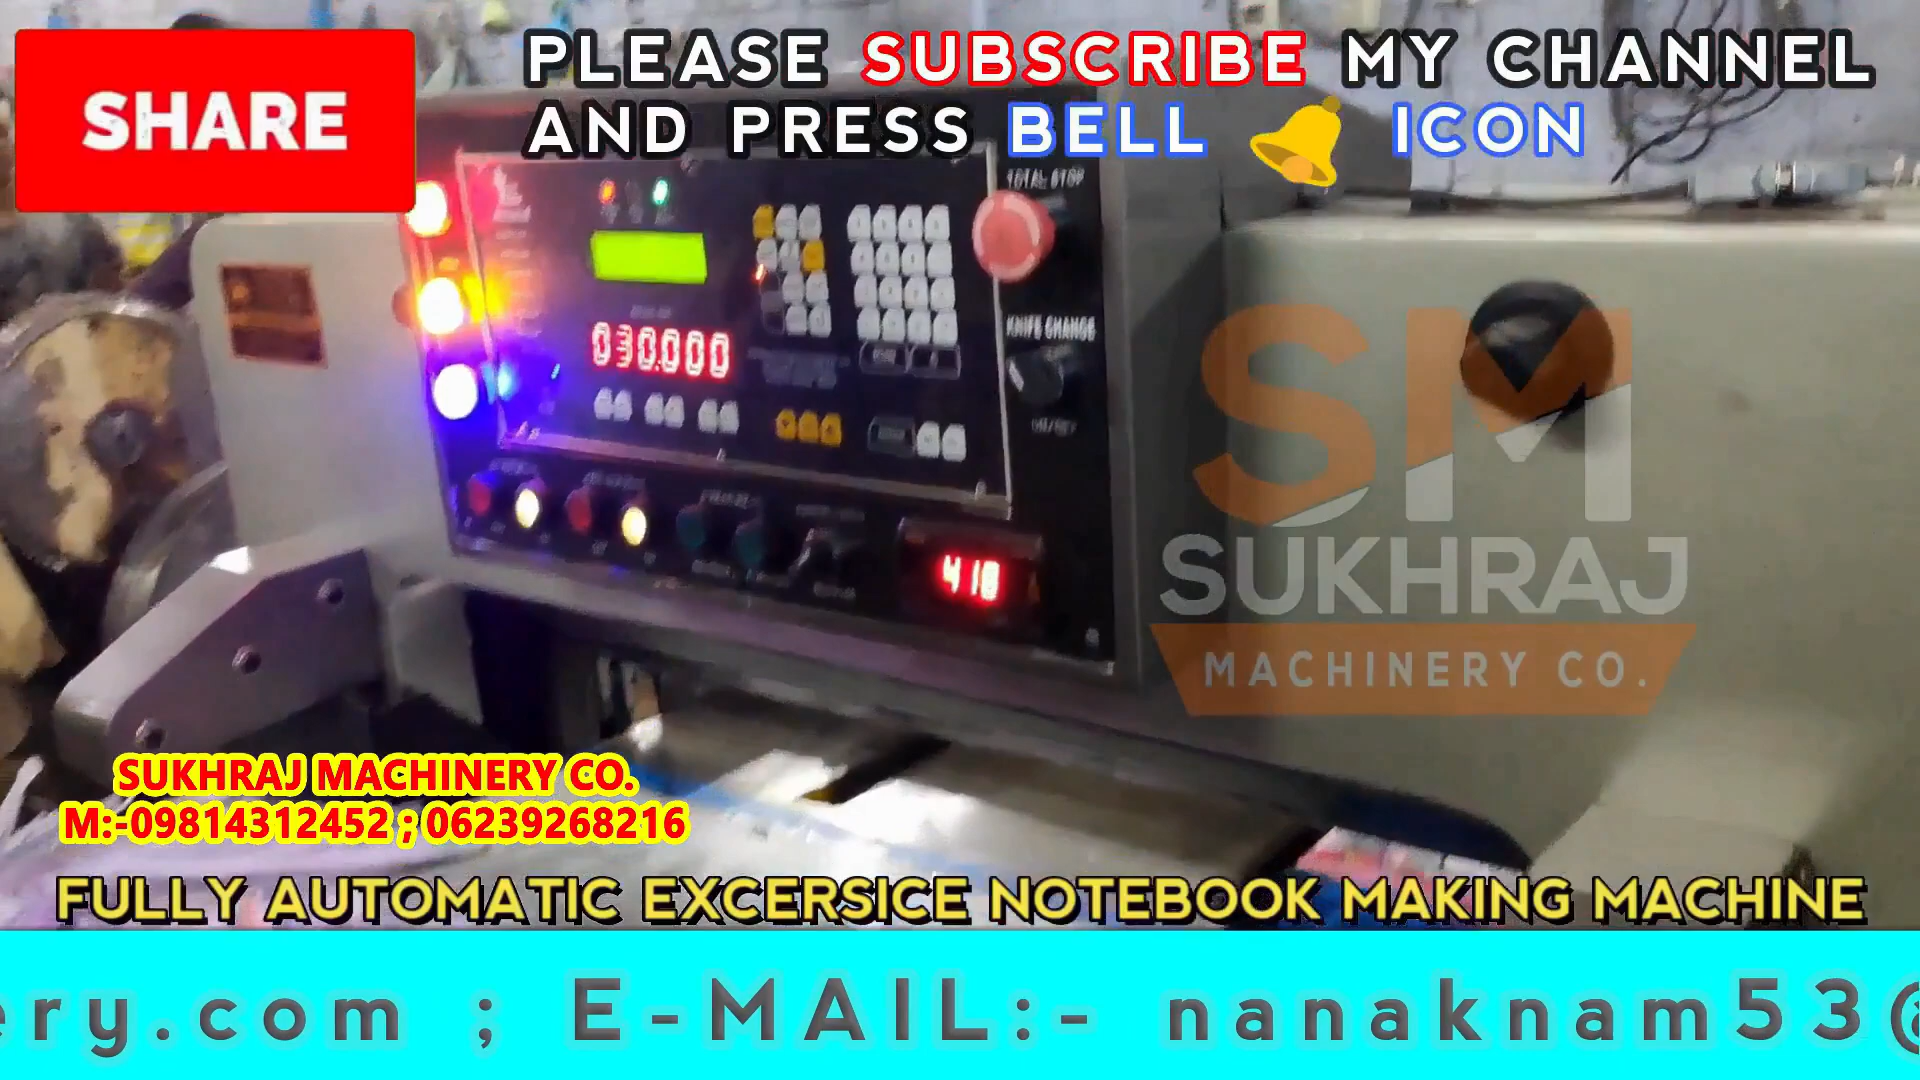 SHARE
PLEASE SUBSCRIBE MY CHANNEL
AND PRESS BELL 🔔 ICON
TOTAL STOP
030.000
KNIFE CHANGE
418
SM
SUKHRAJ
MACHINERY CO.
SUKHRAJ MACHINERY CO.
M:-09814312452 ; 06239268216
FULLY AUTOMATIC EXCERSICE NOTEBOOK MAKING MACHINE
ery.com ; E-MAIL:- nanaknam53@